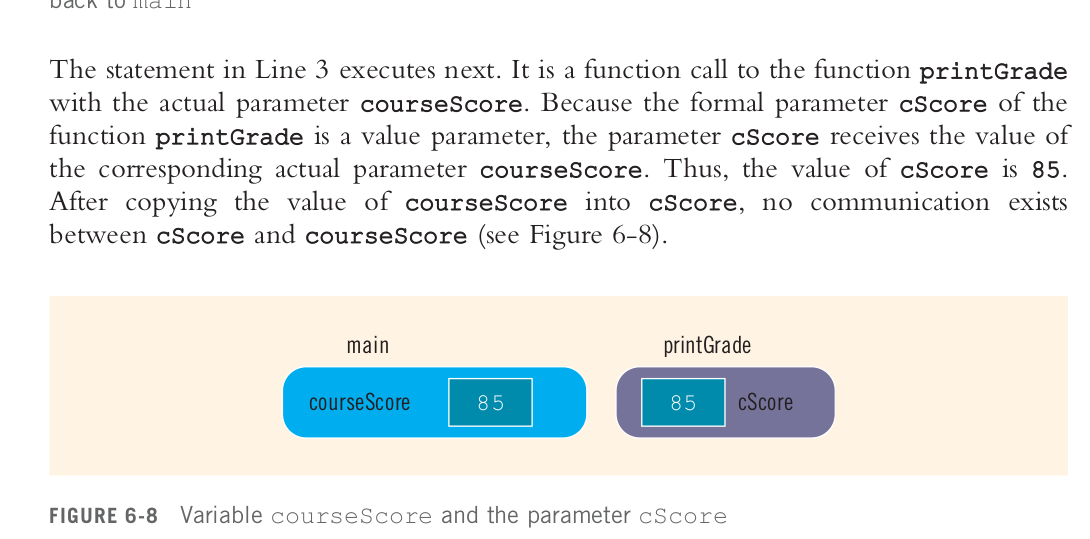 back to main
The statement in Line 3 executes next. It is a function call to the function printGrade
with the actual parameter courseScore. Because the formal parameter cScore of the
function printGrade is a value parameter, the parameter cScore receives the value of
the corresponding actual parameter courseScore. Thus, the value of cScore is 85.
After copying the value of courseScore into cScore, no communication exists
between cScore and courseScore (see Figure 6-8).
main printGrade
courseScore 85 85 cScore
FIGURE 6-8 Variable courseScore and the parameter cScore